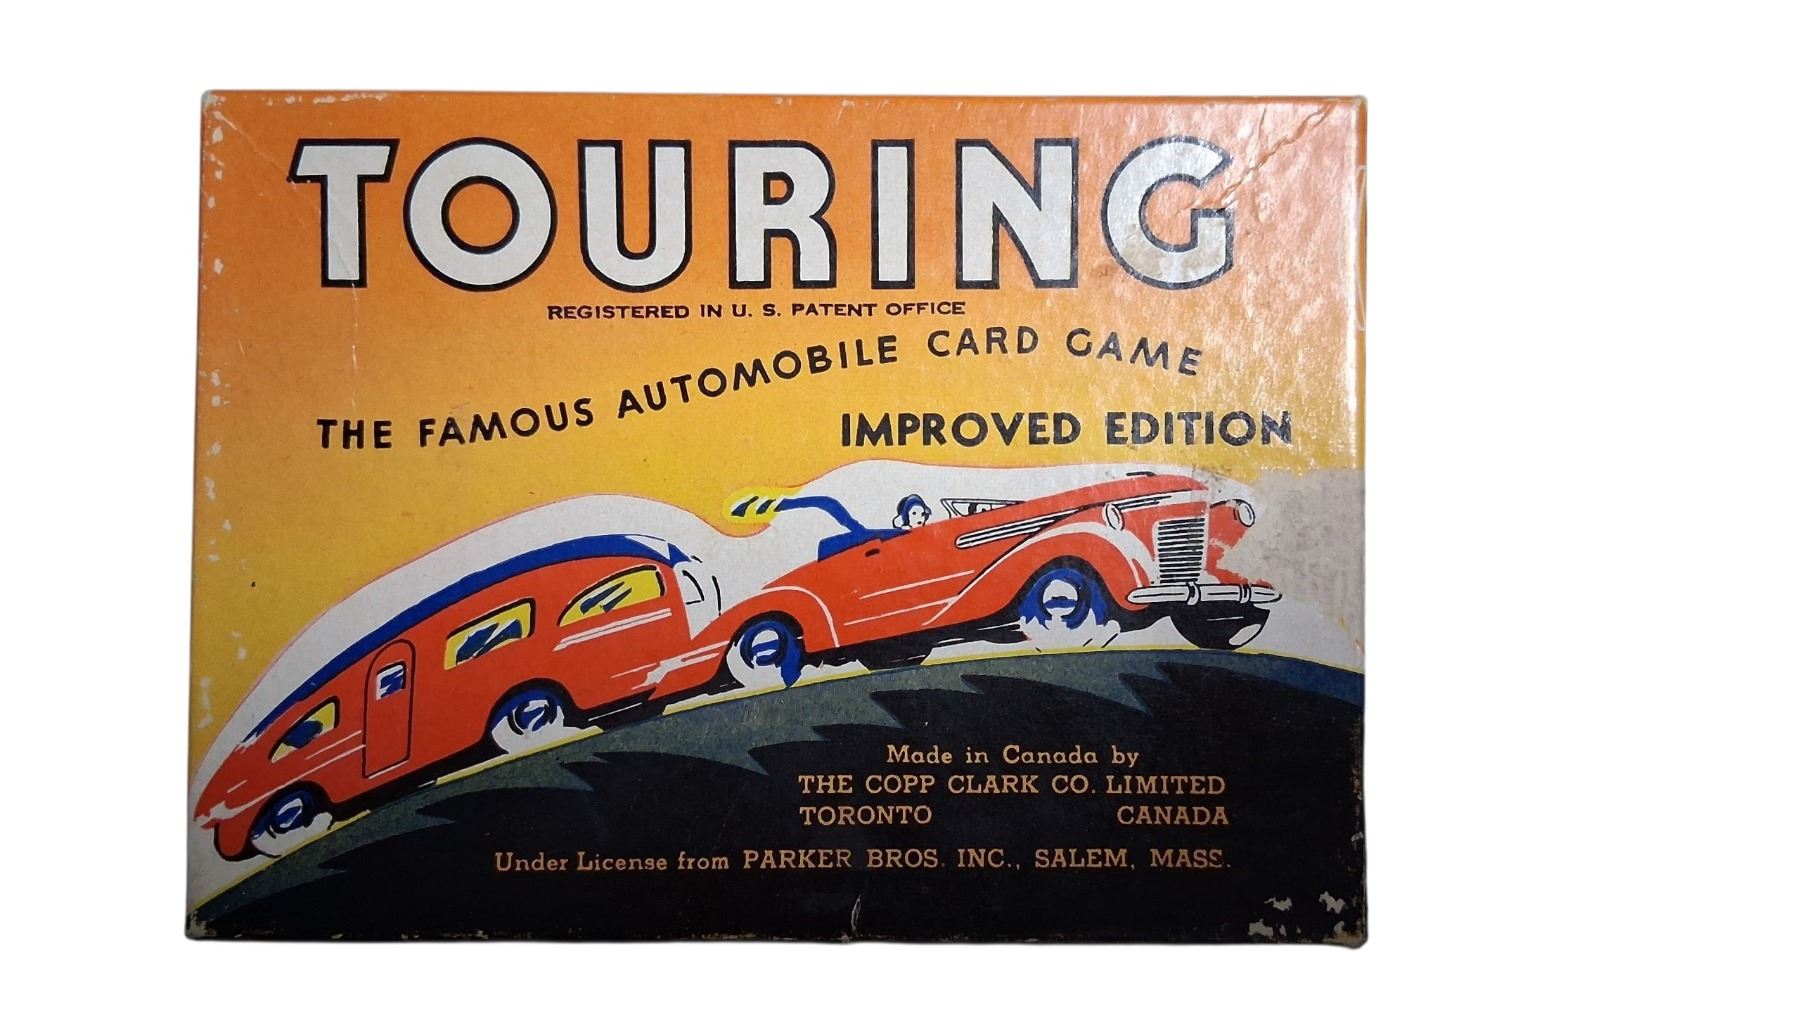 TOURING
REGISTERED IN U. S. PATENT OFFICE
THE FAMOUS AUTOMOBILE CARD GAME
IMPROVED EDITION
Made in Canada by
THE COPP CLARK CO. LIMITED
TORONTO CANADA
Under License from PARKER BROS. INC., SALEM, MASS.